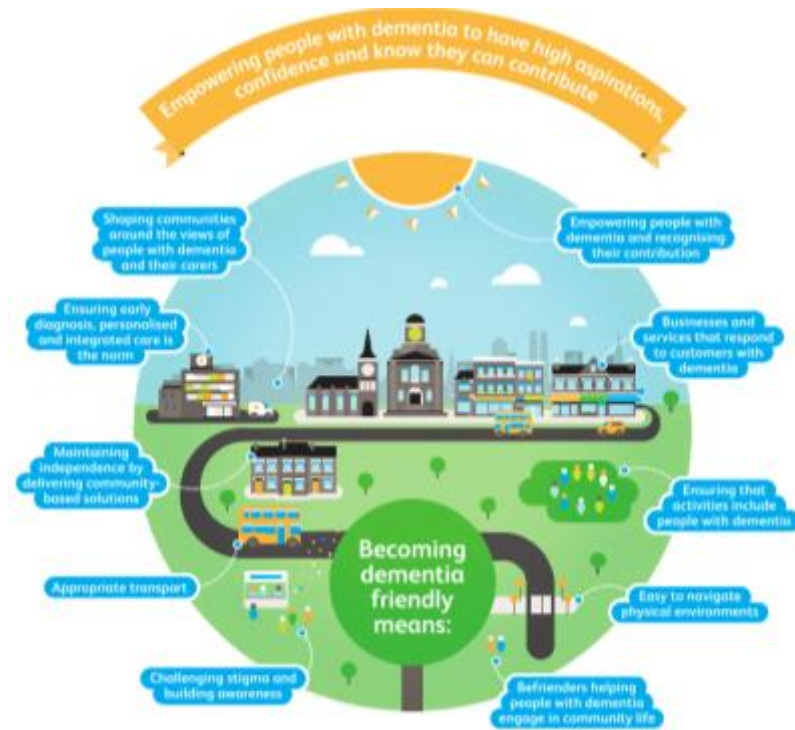 Empowering people with dementia to have high aspirations,
confidence and know they can contribute
Shaping communities
around the views of
people with dementia
and their carers
Empowering people with
dementia and recognising
their contribution
Ensuring early
diagnosis, personalised
and integrated care is
the norm
Businesses and
services that respond
to customers with
dementia
Maintaining
independence by
delivering community-
based solutions
Ensuring that
activities include
people with dementia
Appropriate transport
Becoming
dementia
friendly
means:
Easy to navigate
physical environments
Challenging stigma and
building awareness
Befrienders helping
people with dementia
engage in community life